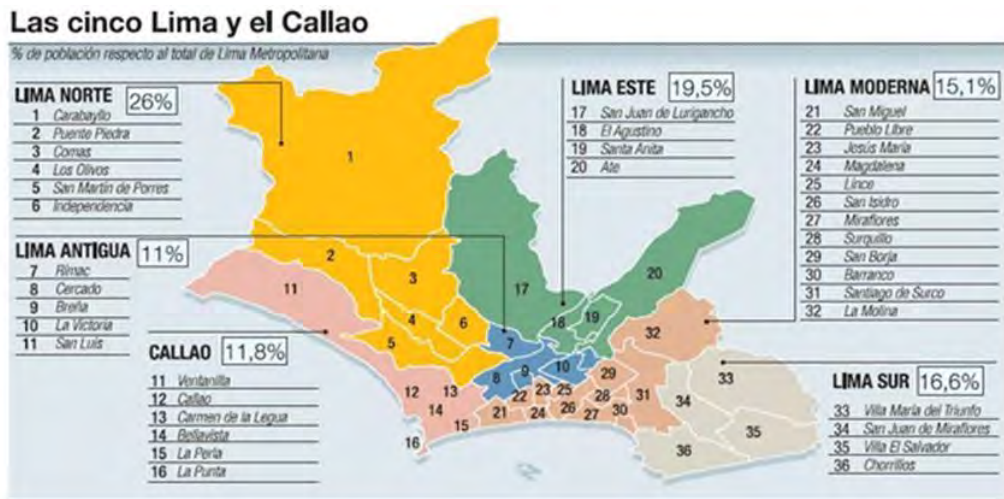 Las cinco Lima y el Callao
% de población respecto al total de Lima Metropolitana
LIMA NORTE 26%
1 Carabayllo
2 Puente Piedra
3 Comas
4 Los Olivos
5 San Martín de Porres
6 Independencia
LIMA ANTIGUA 11%
7 Rímac
8 Cercado
9 Breña
10 La Victoria
11 San Luis
CALLAO 11,8%
11 Ventanilla
12 Callao
13 Carmen de la Legua
14 Bellavista
15 La Perla
16 La Punta
LIMA ESTE 19,5%
17 San Juan de Lurigancho
18 El Agustino
19 Santa Anita
20 Ate
LIMA MODERNA 15,1%
21 San Miguel
22 Pueblo Libre
23 Jesús María
24 Magdalena
25 Lince
26 San Isidro
27 Miraflores
28 Surquillo
29 San Borja
30 Barranco
31 Santiago de Surco
32 La Molina
LIMA SUR 16,6%
33 Villa María del Triunfo
34 San Juan de Miraflores
35 Villa El Salvador
36 Chorrillos
1
2
3
20
11
17
4
6
18
19
5
7
32
8
9
10
29
33
12
13
22
23
25
28
31
34
14
21
24
26
27
30
35
15
16
36